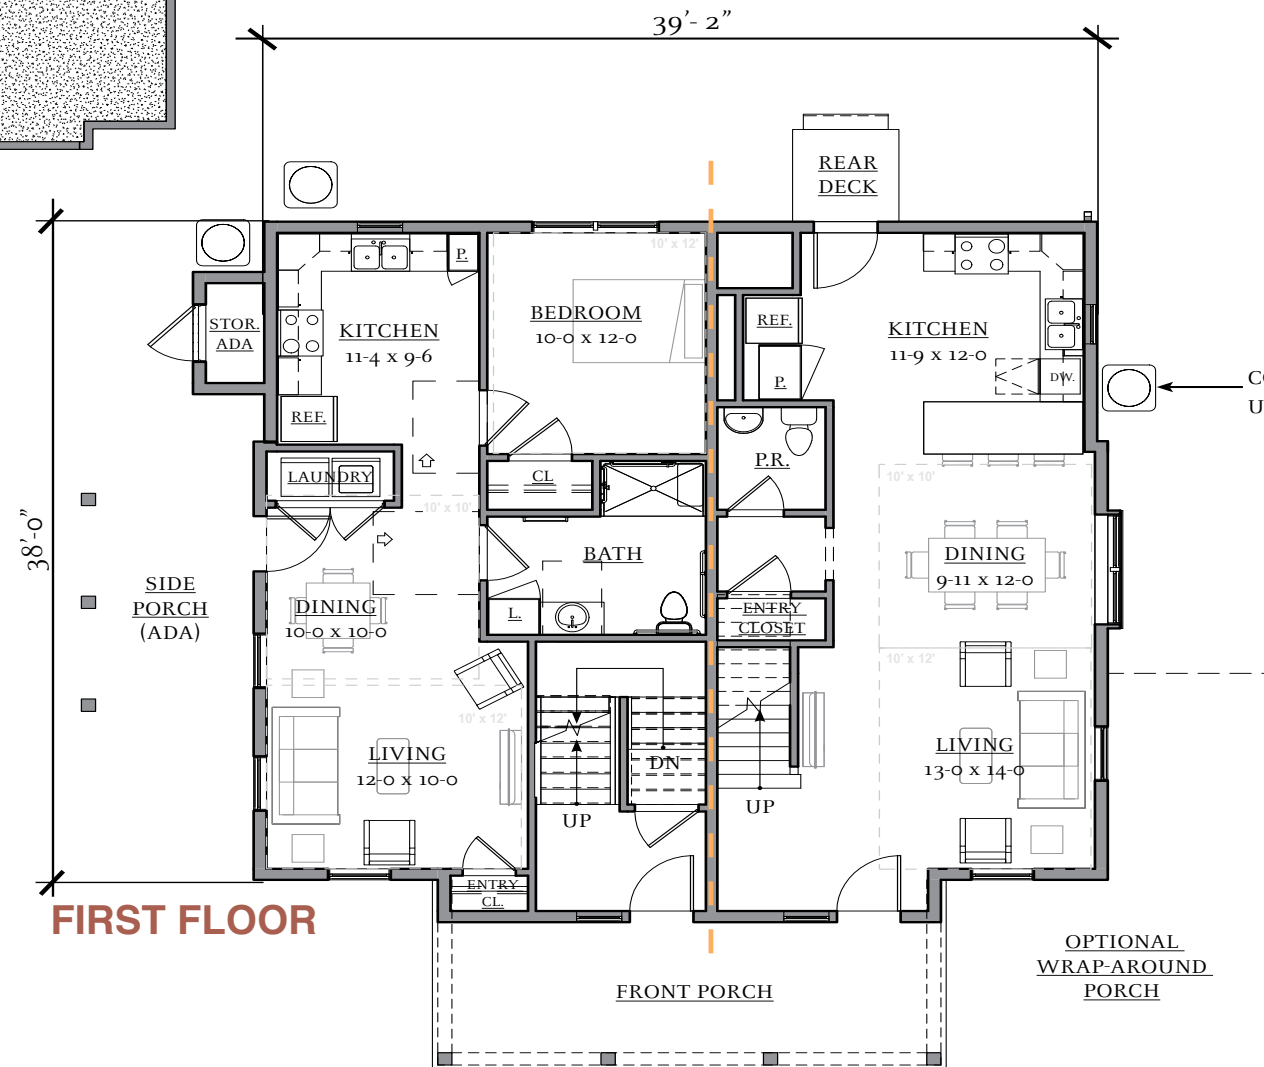 39'- 2"
REAR
DECK
10' x 12'
P.
STOR.
ADA
KITCHEN
11-4 x 9-6
BEDROOM
10-0 x 12-0
REF.
P.
KITCHEN
11-9 x 12-0
DW.
REF.
LAUNDRY
CL
P.R.
10' x 10'
10' x 10'
38'-0"
SIDE
PORCH
(ADA)
DINING
10-0 x 10-0
BATH
L.
DINING
9-11 x 12-0
ENTRY
CLOSET
10' x 12'
10' x 12'
LIVING
12-0 x 10-0
DN
UP
UP
LIVING
13-0 x 14-0
ENTRY
CL.
FIRST FLOOR
FRONT PORCH
OPTIONAL
WRAP-AROUND
PORCH